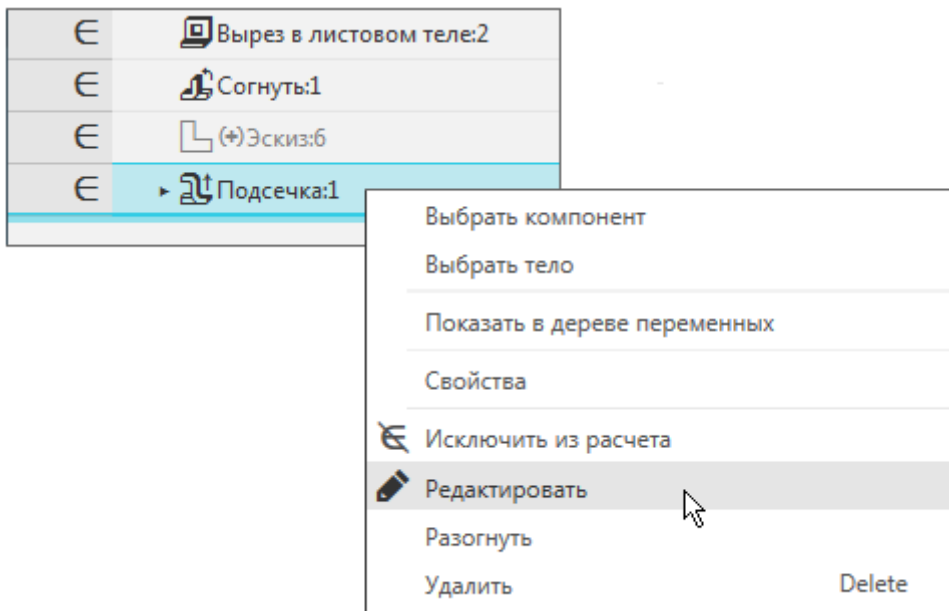 ∈ Вырез в листовом теле:2
∈ Согнуть:1
∈ (+)Эскиз:6
∈ Подсечка:1
Выбрать компонент
Выбрать тело
Показать в дереве переменных
Свойства
Исключить из расчета
Редактировать
Разогнуть
Удалить Delete